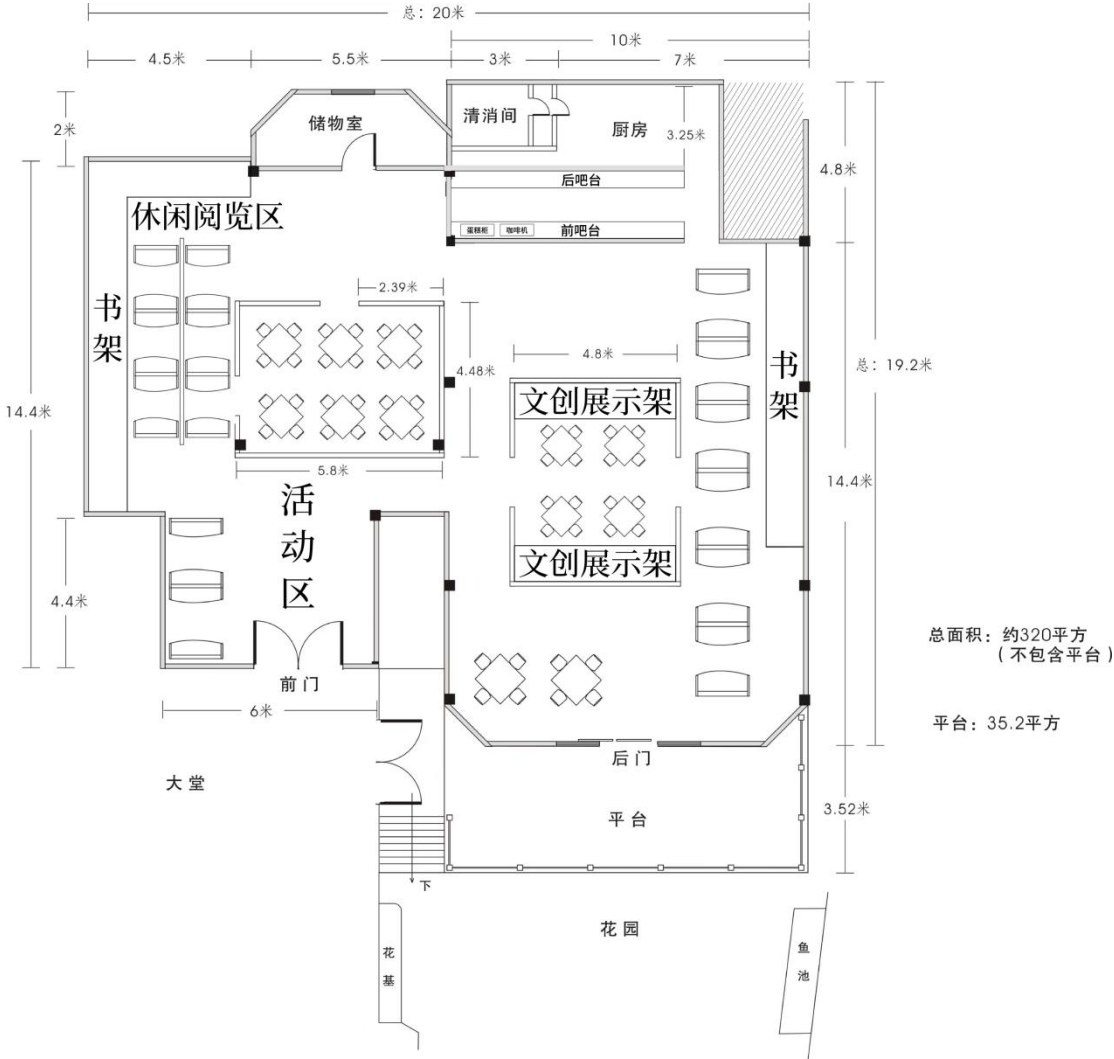 总：20米
10米
4.5米
5.5米
3米
7米
2米
储物室
清消间
厨房
3.25米
4.8米
后吧台
蛋糕柜
咖啡机
前吧台
休闲阅览区
书架
2.39米
4.48米
4.8米
文创展示架
书架
总：19.2米
14.4米
5.8米
14.4米
活动区
文创展示架
4.4米
总面积：约320平方
（不包含平台）
前门
6米
平台：35.2平方
后门
大堂
平台
3.52米
下
花园
花基
鱼池